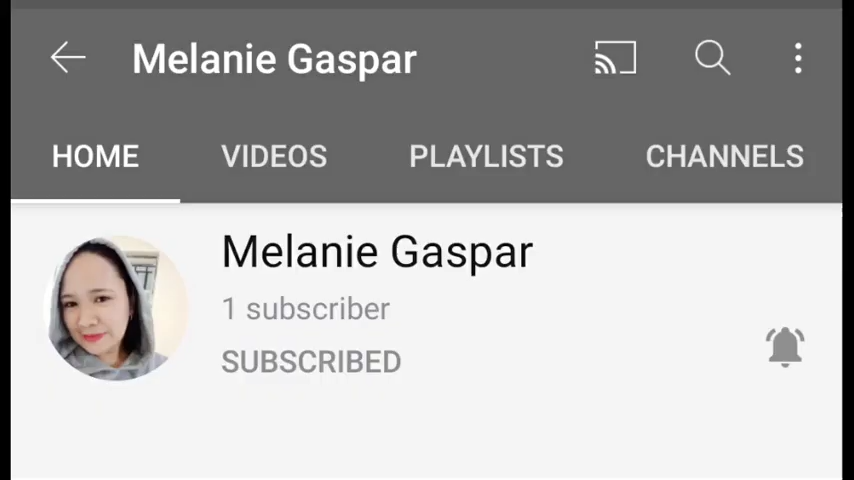 Melanie Gaspar
HOME VIDEOS PLAYLISTS CHANNELS
Melanie Gaspar
1 subscriber
SUBSCRIBED